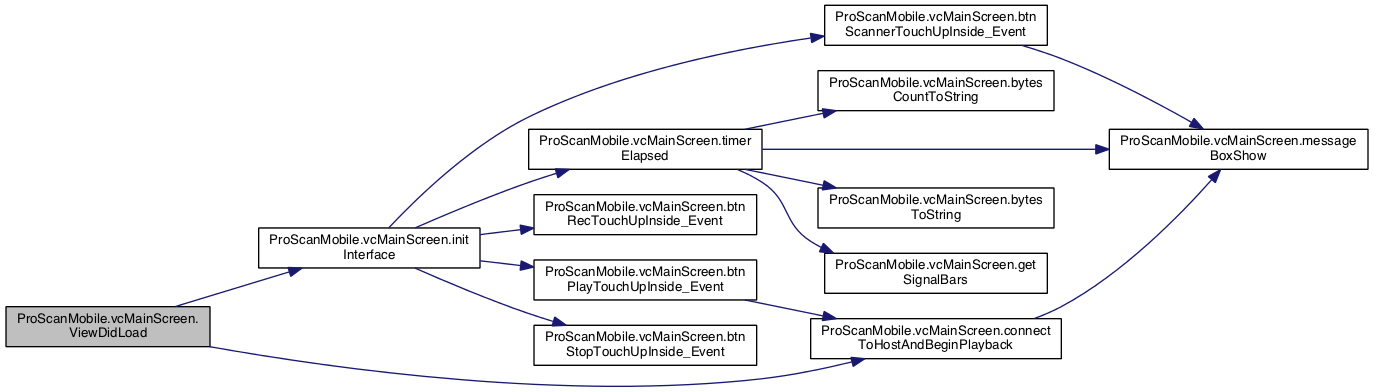 ProScanMobile.vcMainScreen.
ViewDidLoad
ProScanMobile.vcMainScreen.init
Interface
ProScanMobile.vcMainScreen.btn
ScannerTouchUpInside_Event
ProScanMobile.vcMainScreen.timer
Elapsed
ProScanMobile.vcMainScreen.btn
RecTouchUpInside_Event
ProScanMobile.vcMainScreen.btn
PlayTouchUpInside_Event
ProScanMobile.vcMainScreen.btn
StopTouchUpInside_Event
ProScanMobile.vcMainScreen.bytes
CountToString
ProScanMobile.vcMainScreen.bytes
ToString
ProScanMobile.vcMainScreen.get
SignalBars
ProScanMobile.vcMainScreen.connect
ToHostAndBeginPlayback
ProScanMobile.vcMainScreen.message
BoxShow